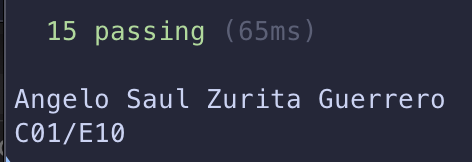 15 passing (65ms)
Angelo Saul Zurita Guerrero
C01/E10